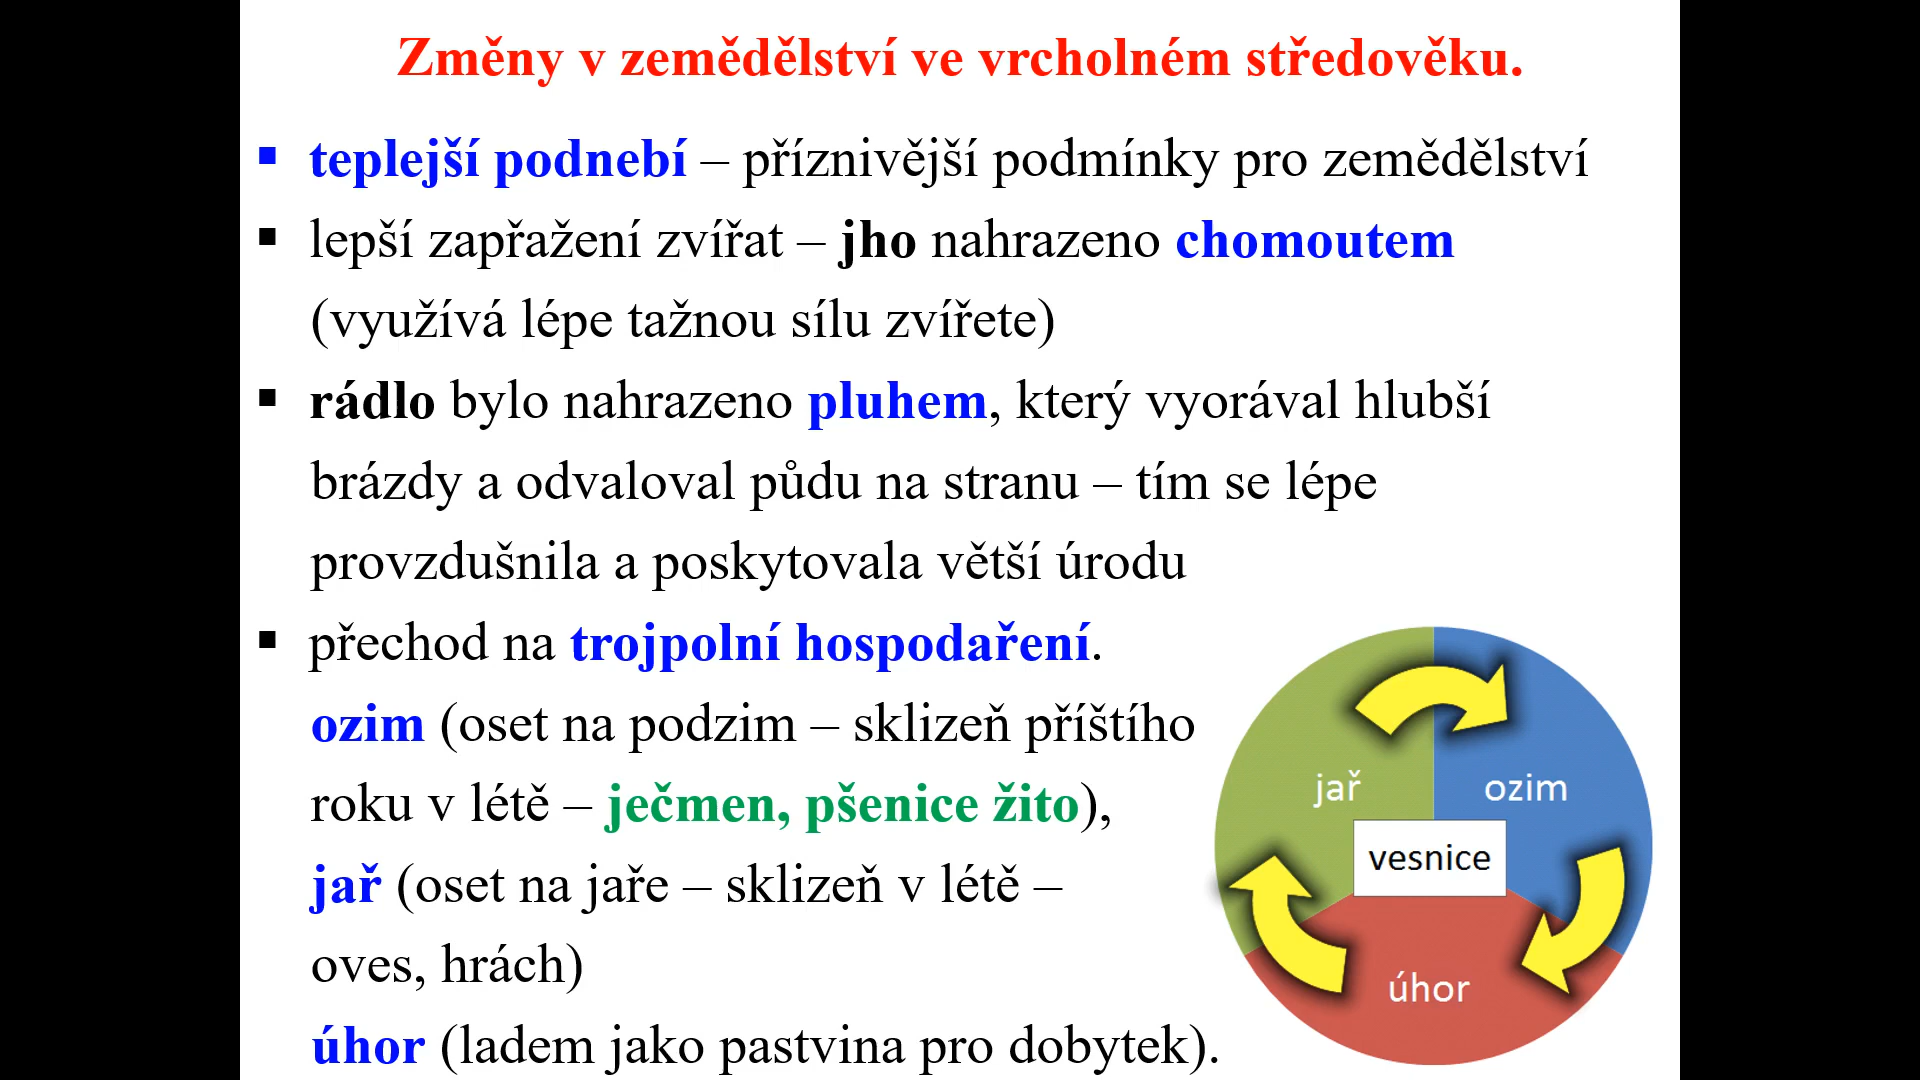 Změny v zemědělství ve vrcholném středověku.
▪ teplejší podnebí – příznivější podmínky pro zemědělství
▪ lepší zapřažení zvířat – jho nahrazeno chomoutem
(využívá lépe tažnou sílu zvířete)
▪ rádlo bylo nahrazeno pluhem, který vyorával hlubší
brázdy a odvaloval půdu na stranu – tím se lépe
provzdušnila a poskytovala větší úrodu
▪ přechod na trojpolní hospodaření.
ozim (oset na podzim – sklizeň příštího
roku v létě – ječmen, pšenice žito),
jař (oset na jaře – sklizeň v létě –
oves, hrách)
úhor (ladem jako pastvina pro dobytek).
jař
ozim
vesnice
úhor